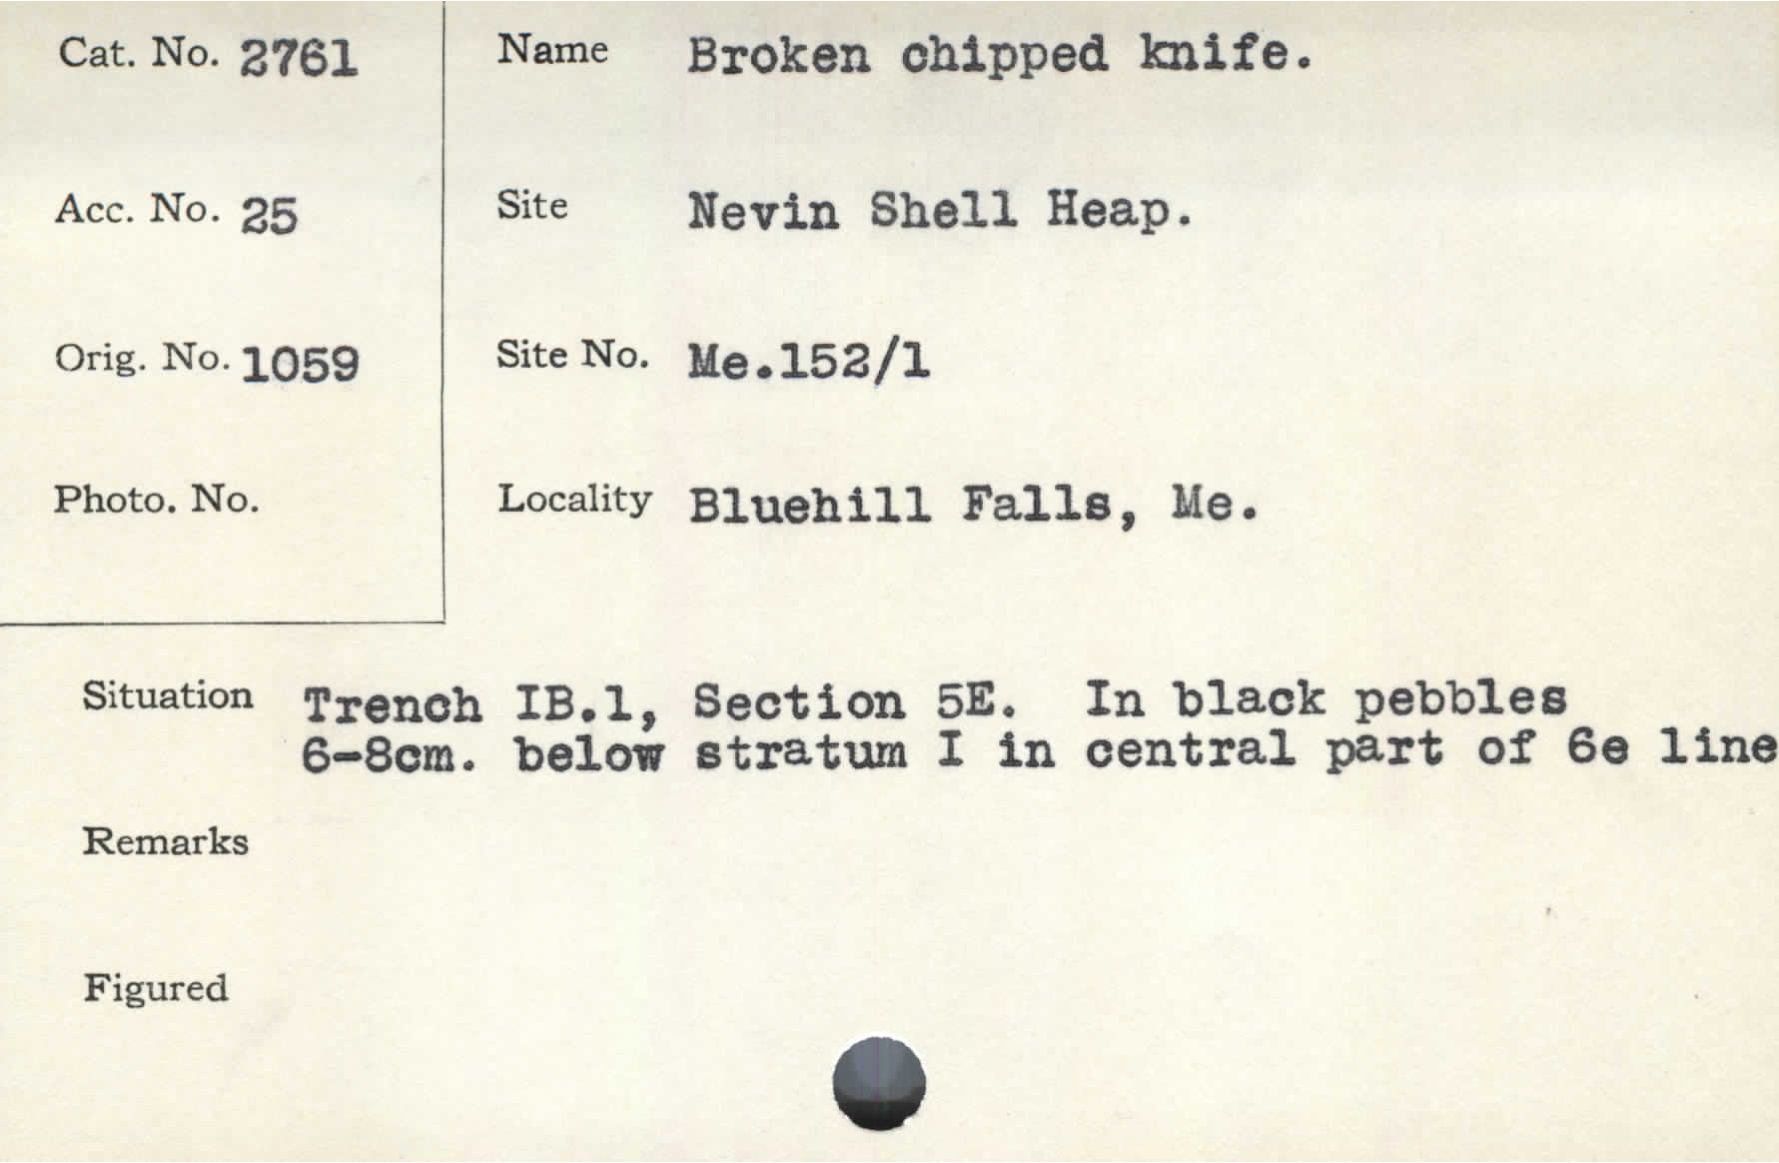 Cat. No. 2761
Name Broken chipped knife.
Acc. No. 25
Site Nevin Shell Heap.
Orig. No. 1059
Site No. Me.152/1
Photo. No.
Locality Bluehill Falls, Me.
Situation Trench IB.1, Section 5E. In black pebbles
6-8cm. below stratum I in central part of 6e line
Remarks
Figured